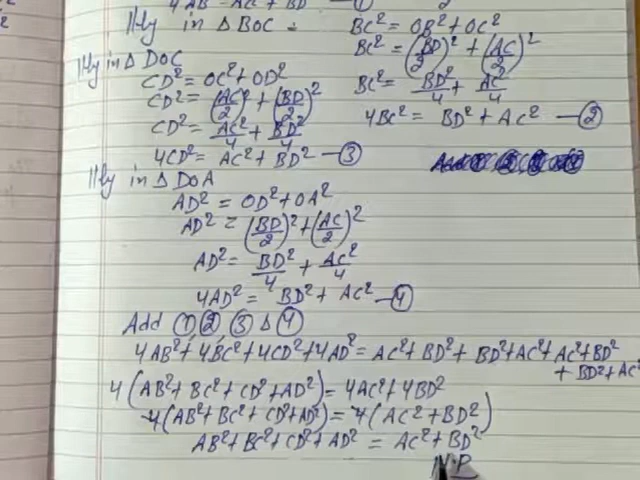 4AB² = AC² + BD² — ①
||ly in △ BOC
BC² = OB² + OC²
BC² = (BD/2)² + (AC/2)²
BC² = BD²/4 + AC²/4
4BC² = BD² + AC² — ②
||ly in △ DOC
CD² = OC² + OD²
CD² = (AC/2)² + (BD/2)²
CD² = AC²/4 + BD²/4
4CD² = AC² + BD² — ③
||ly in △ DOA
AD² = OD² + OA²
AD² = (BD/2)² + (AC/2)²
AD² = BD²/4 + AC²/4
4AD² = BD² + AC² — ④
Add ① ② ③ & ④
4AB² + 4BC² + 4CD² + 4AD² = AC² + BD² + BD² + AC² + AC² + BD²
+ BD² + AC²
4(AB² + BC² + CD² + AD²) = 4AC² + 4BD²
4(AB² + BC² + CD² + AD²) = 4(AC² + BD²)
AB² + BC² + CD² + AD² = AC² + BD²